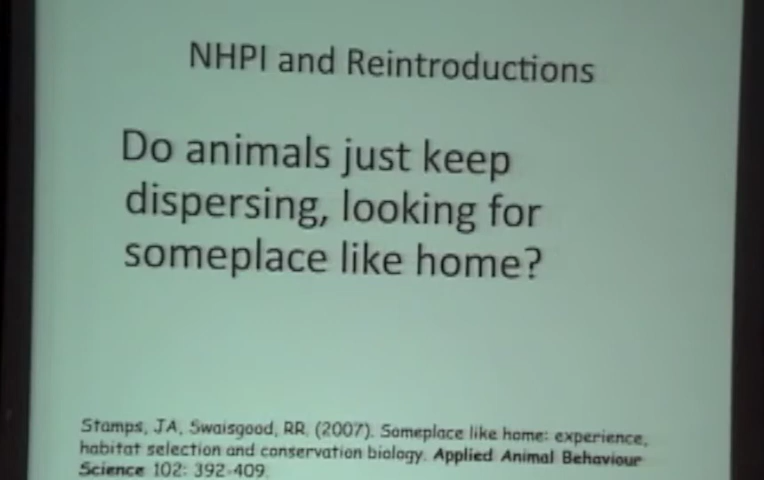 NHPI and Reintroductions
Do animals just keep
dispersing, looking for
someplace like home?
Stamps, JA, Swaisgood, RR. (2007). Someplace like home: experience,
habitat selection and conservation biology. Applied Animal Behaviour
Science 102: 392-409.